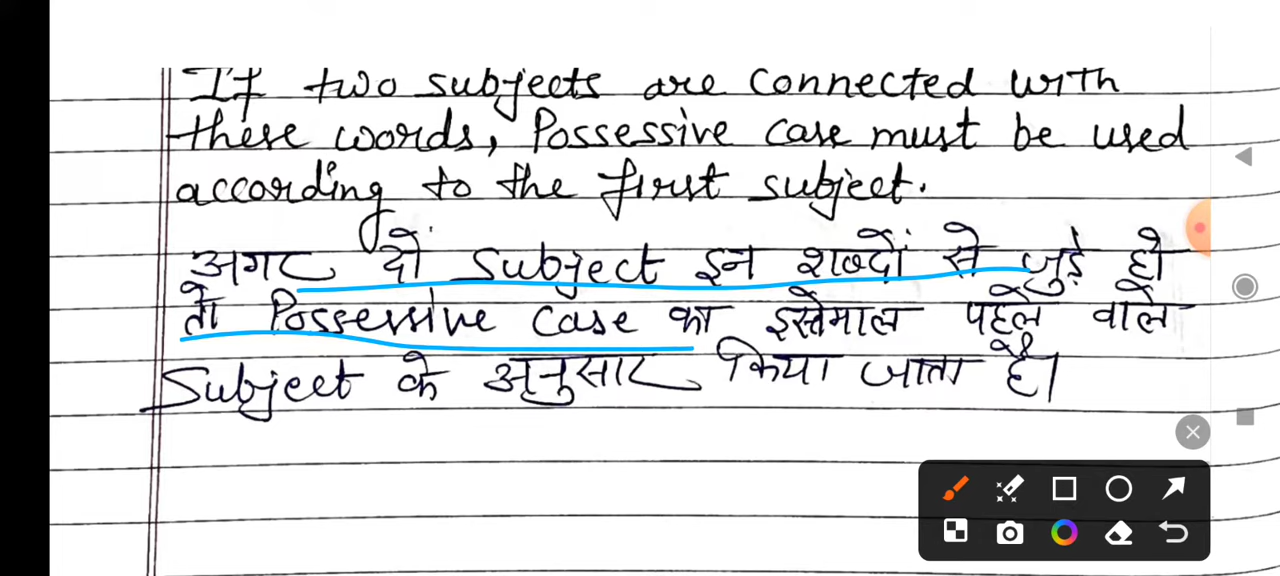 If two subjects are connected with
these words, Possessive case must be used
according to the first subject.
अगर दो Subject इन शब्दों से जुड़े हो
तो Possessive case का इस्तेमाल पहले वाले
Subject के अनुसार किया जाता है।